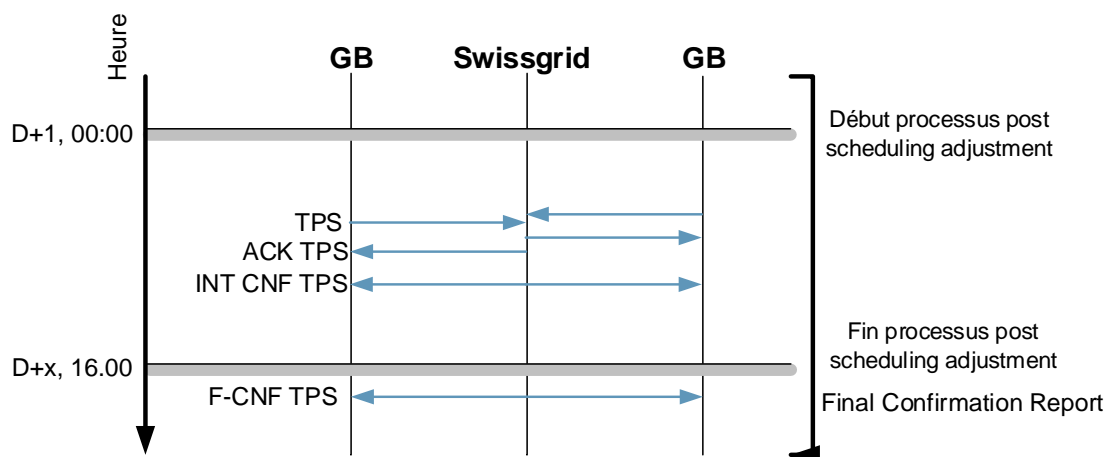 Heure
GB
Swissgrid
GB
D+1, 00:00
Début processus post
scheduling adjustment
TPS
ACK TPS
INT CNF TPS
Fin processus post
scheduling adjustment
D+x, 16.00
F-CNF TPS
Final Confirmation Report